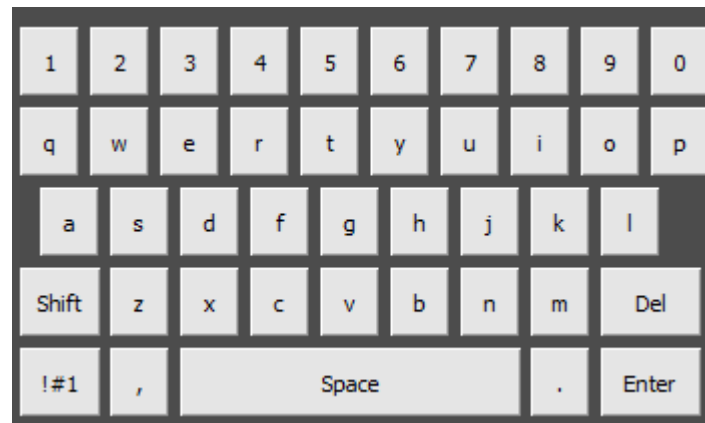 1 2 3 4 5 6 7 8 9 0
q w e r t y u i o p
a s d f g h j k l
Shift z x c v b n m Del
!#1 , Space . Enter